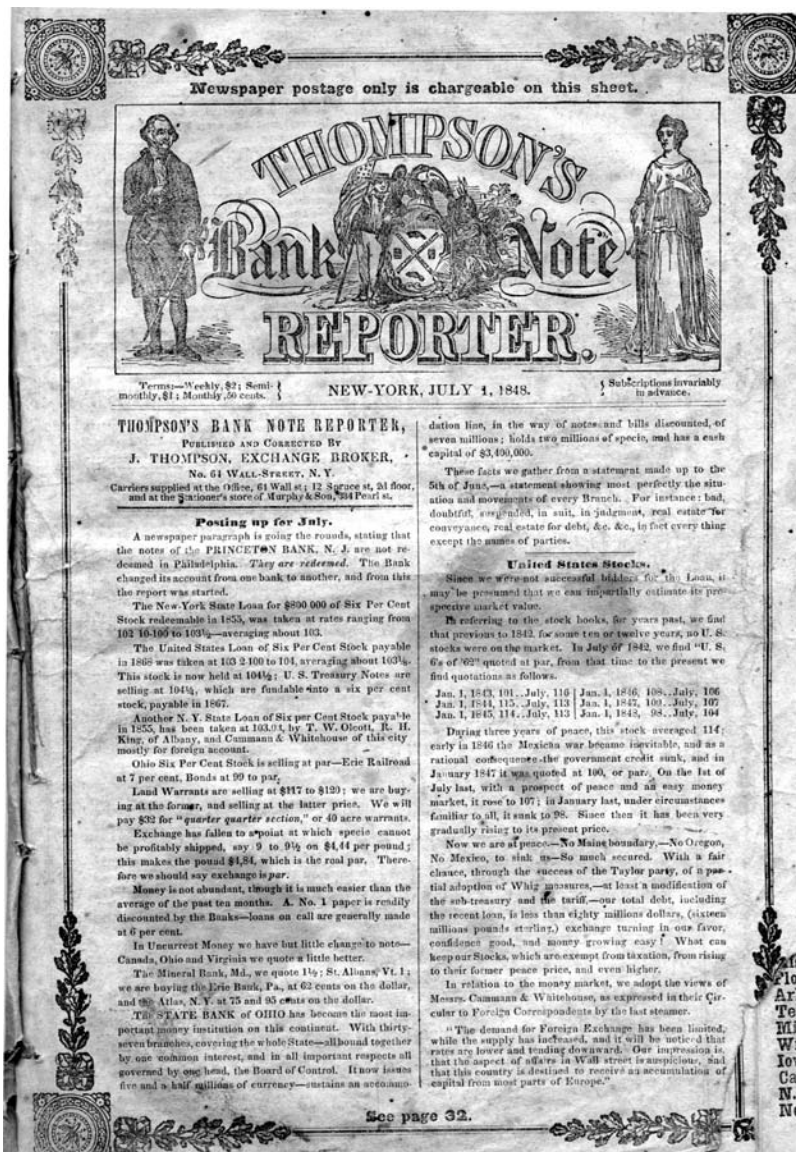 Newspaper postage only is chargeable on this sheet.
THOMPSON'S
Bank Note
REPORTER.
Terms:—Weekly, $2; Semi-
monthly, $1; Monthly, 50 cents.
NEW-YORK, JULY 1, 1848.
Subscriptions invariably
in advance.
THOMPSON'S BANK NOTE REPORTER,
PUBLISHED AND CORRECTED BY
J. THOMPSON, EXCHANGE BROKER,
No. 64 WALL-STREET, N. Y.
Carriers supplied at the Office, 64 Wall st; 12 Spruce st, 2d floor,
and at the Stationer's store of Murphy & Son, 384 Pearl st.
Posting up for July.
A newspaper paragraph is going the rounds, stating that
the notes of the PRINCETON BANK, N. J. are not re-
deemed in Philadelphia. They are redeemed. The Bank
changed its account from one bank to another, and from this
the report was started.
The New-York State Loan for $800 000 of Six Per Cent
Stock redeemable in 1855, was taken at rates ranging from
102 10-100 to 103½—averaging about 103.
The United States Loan of Six Per Cent Stock payable
in 1868 was taken at 103 2-100 to 104, averaging about
This stock is now held at 104½; U. S. Treasury Notes are
selling at 104¼, which are fundable into a six per cent
stock, payable in 1867.
Another N. Y. State Loan of Six per Cent Stock payable
in 1855, has been taken at by T. W. Olcott, R. H.
King, of Albany, and Cammann & Whitehouse of this city
mostly for foreign account.
Ohio Six Per Cent Stock is selling at par—Erie Railroad
at 7 per cent. Bonds at 99 to par.
Land Warrants are selling at $117 to $120; we are buy-
ing at the former, and selling at the latter price. We will
pay $32 for "quarter quarter section," or 40 acre warrants.
Exchange has fallen to a point at which specie cannot
be profitably shipped, say 9 to 9½ on $4,44 per pound;
this makes the pound $4,84, which is the real par. There-
fore we should say exchange is par.
Money is not abundant, though it is much easier than the
average of the past ten months. A. No. 1 paper is readily
discounted by the Banks—loans on call are generally made
at 6 per cent.
In Uncurrent Money we have but little change to note—
Canada, Ohio and Virginia we quote a little better.
The Mineral Bank, Md., we quote 1½; St. Albans, Vt. 1;
we are buying the Erie Bank, Pa., at 62 cents on the dollar,
and the Atlas, N. Y. at 75 and 95 cents on the dollar.
The STATE BANK of OHIO has become the most im-
portant money institution on this continent. With thirty-
seven branches, covering the whole State—all bound together
by one common interest, and in all important respects all
governed by one head, the Board of Control. It now issues
five and a half millions of currency—sustains an accommo-
dation line, in the way of notes and bills discounted, of
seven millions; holds two millions of specie, and has a cash
capital of $3,400,000.
These facts we gather from a statement made up to the
5th of June,—a statement showing most perfectly the situ-
ation and movements of every Branch. For instance: bad,
doubtful, suspended, in suit, in judgment, real estate for
conveyance, real estate for debt, &c. &c., in fact every thing
except the names of parties.
United States Stocks.
Since we were not successful bidders for the Loan, it
may be presumed that we can impartially estimate its pro-
spective market value.
In referring to the stock books, for years past, we find
that previous to 1842, for some ten or twelve years, no U. S.
stocks were on the market. In July of 1842, we find "U. S.
6's of '62" quoted at par, from that time to the present we
find quotations as follows.
Jan. 1, 1843, 101..July, 116 | Jan. 1, 1846, 108..July, 106
Jan. 1, 1844, 115..July, 113 | Jan. 1, 1847, 100..July, 107
Jan. 1, 1845, 114..July, 113 | Jan. 1, 1848, 98..July, 104
During three years of peace, this stock averaged 114;
early in 1846 the Mexican war became inevitable, and as a
rational consequence the government credit sunk, and in
January 1847 it was quoted at 100, or par. On the 1st of
July last, with a prospect of peace and an easy money
market, it rose to 107; in January last, under circumstances
familiar to all, it sunk to 98. Since then it has been very
gradually rising to its present price.
Now we are at peace.—No Maine boundary,—No Oregon,
No Mexico, to sink us—So much secured. With a fair
chance, through the success of the Taylor party, of a par-
tial adoption of Whig measures,—at least a modification of
the sub-treasury and the tariff,—our total debt, including
the recent loan, is less than eighty millions dollars, (sixteen
millions pounds sterling,) exchange turning in our favor,
confidence good, and money growing easy! What can
keep our Stocks, which are exempt from taxation, from rising
to their former peace price, and even higher.
In relation to the money market, we adopt the views of
Messrs. Cammann & Whitehouse, as expressed in their Cir-
cular to Foreign Correspondents by the last steamer.
"The demand for Foreign Exchange has been limited,
while the supply has increased, and it will be noticed that
rates are lower and tending downward. Our impression is,
that the aspect of affairs in Wall street is auspicious, and
that this country is destined to receive an accumulation of
capital from most parts of Europe."
See page 32.
Ar
Te
Mi
Io
Ca
N.